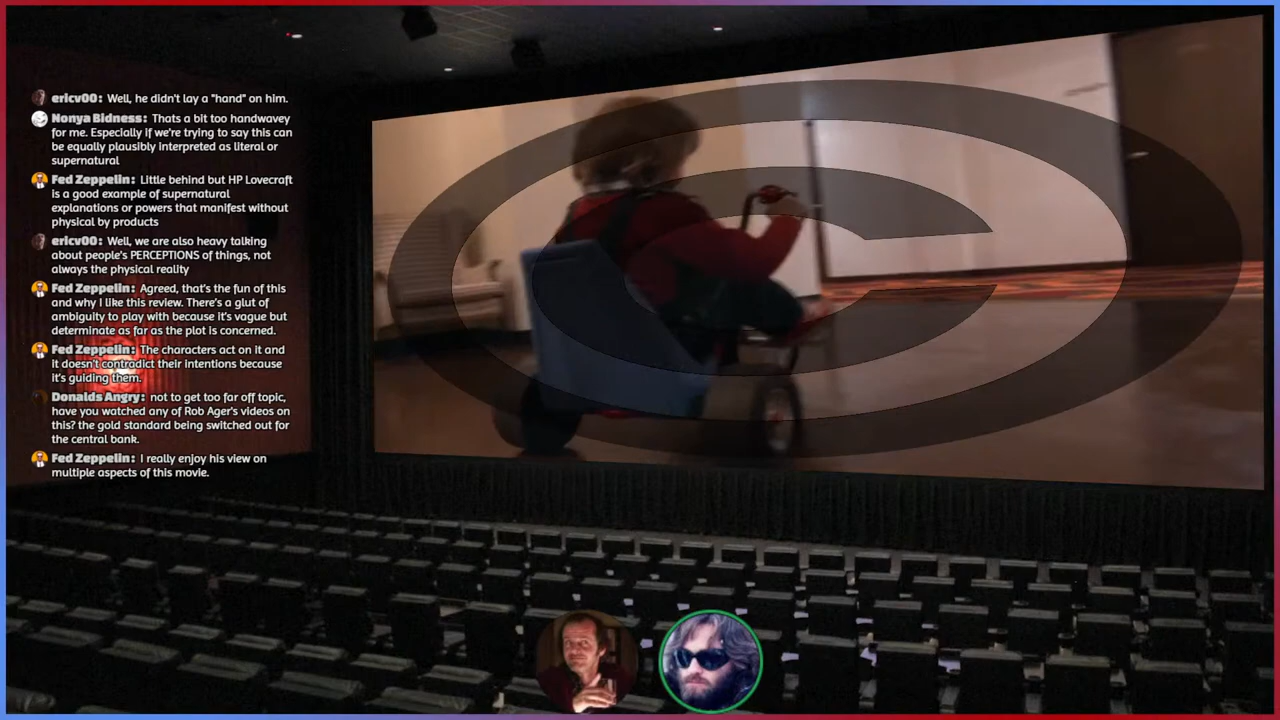 ericv00: Well, he didn't lay a "hand" on him.
Nonya Bidness: Thats a bit too handwavey
for me. Especially if we're trying to say this can
be equally plausibly interpreted as literal or
supernatural
Fed Zeppelin: Little behind but HP Lovecraft
is a good example of supernatural
explanations or powers that manifest without
physical by products
ericv00: Well, we are also heavy talking
about people's PERCEPTIONS of things, not
always the physical reality
Fed Zeppelin: Agreed, that's the fun of this
and why I like this review. There's a glut of
ambiguity to play with because it's vague but
determinate as far as the plot is concerned.
Fed Zeppelin: The characters act on it and
it doesn't contradict their intentions because
it's guiding them.
Donalds Angry: not to get too far off topic,
have you watched any of Rob Ager's videos on
this? the gold standard being switched out for
the central bank.
Fed Zeppelin: I really enjoy his view on
multiple aspects of this movie.